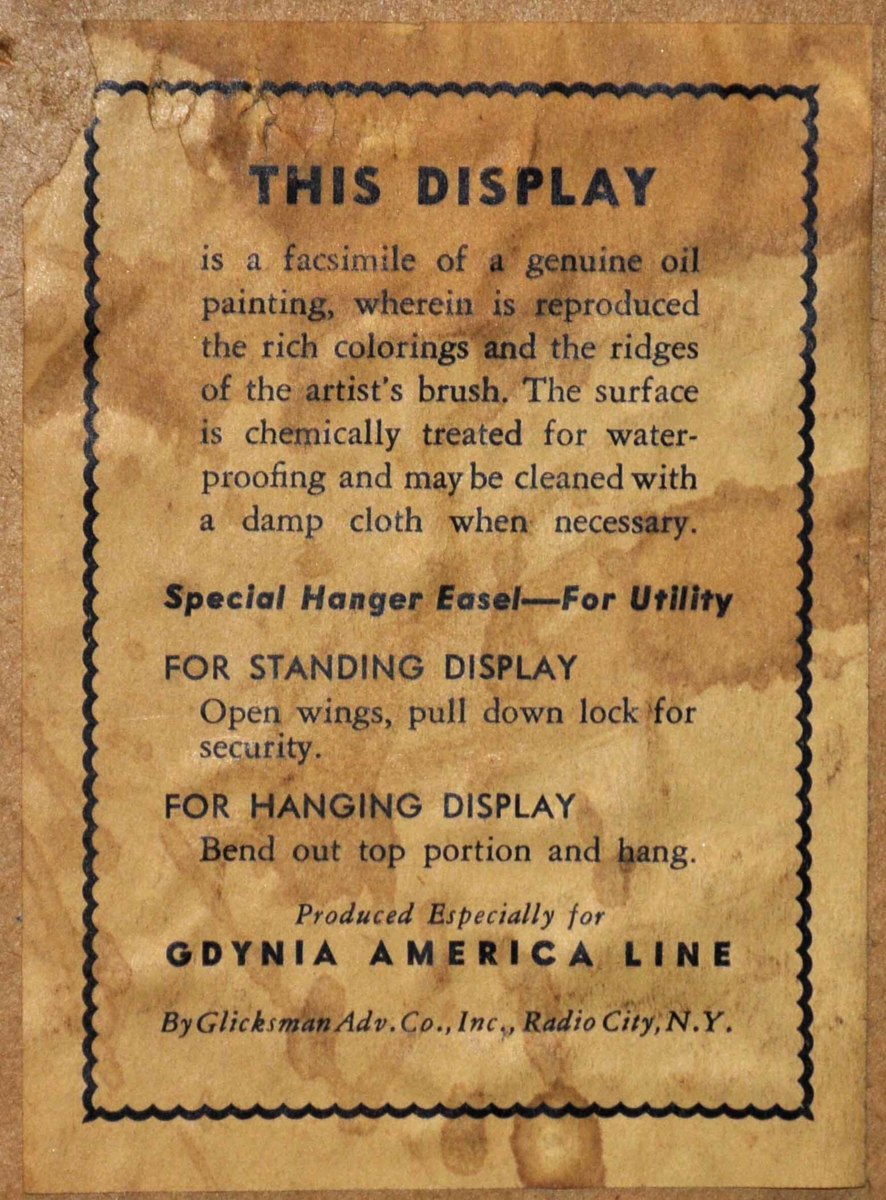 THIS DISPLAY
is a facsimile of a genuine oil
painting, wherein is reproduced
the rich colorings and the ridges
of the artist's brush. The surface
is chemically treated for water-
proofing and may be cleaned with
a damp cloth when necessary.
Special Hanger Easel—For Utility
FOR STANDING DISPLAY
Open wings, pull down lock for
security.
FOR HANGING DISPLAY
Bend out top portion and hang.
Produced Especially for
GDYNIA AMERICA LINE
By Glicksman Adv. Co., Inc., Radio City, N.Y.